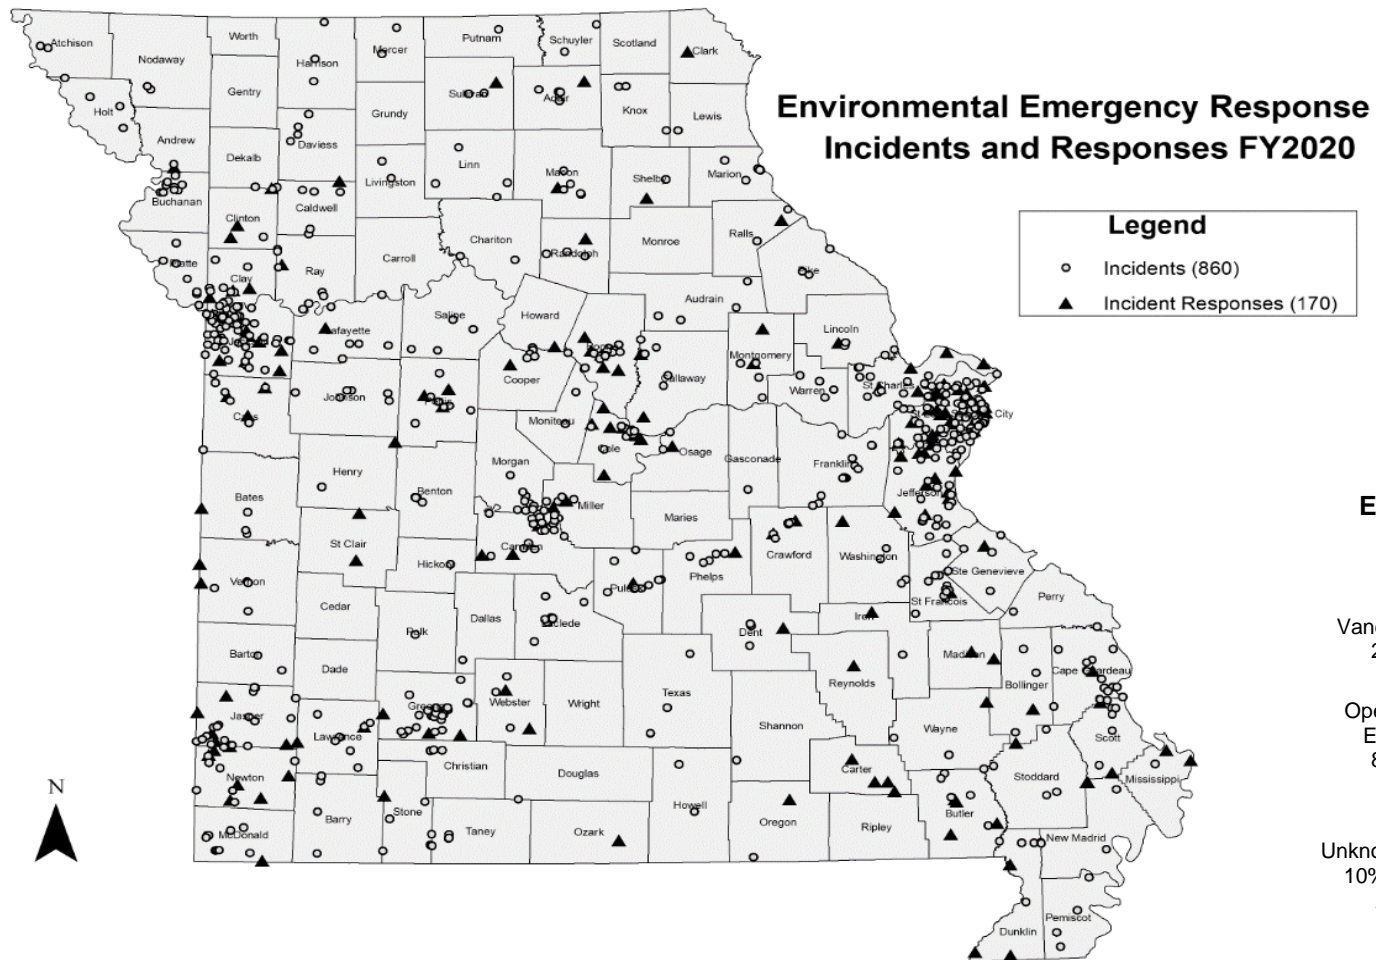 Environmental Emergency Response
Incidents and Responses FY2020
Legend
Incidents (860)
Incident Responses (170)
Atchison
Nodaway
Worth
Harrison
Mercer
Putnam
Schuyler
Scotland
Clark
Holt
Gentry
Grundy
Sullivan
Adair
Knox
Lewis
Andrew
Dekalb
Daviess
Livingston
Linn
Macon
Shelby
Marion
Buchanan
Clinton
Caldwell
Chariton
Randolph
Monroe
Ralls
Platte
Clay
Ray
Carroll
Pike
Audrain
Lafayette
Saline
Howard
Boone
Callaway
Montgomery
Lincoln
Warren
St Charles
City
Johnson
Cooper
Cass
Moniteau
Cole
Osage
Gasconade
Franklin
Jefferson
Henry
Benton
Morgan
Miller
Maries
Bates
St Clair
Hickory
Camden
Pulaski
Phelps
Crawford
Washington
Ste Genevieve
St Francois
Perry
Vernon
Cedar
Polk
Dallas
Laclede
Dent
Iron
Madison
Barton
Dade
Webster
Wright
Texas
Reynolds
Bollinger
Cape Girardeau
Jasper
Lawrence
Greene
Shannon
Wayne
Scott
Newton
Christian
Douglas
Howell
Carter
Stoddard
Mississippi
McDonald
Barry
Stone
Taney
Ozark
Oregon
Ripley
Butler
New Madrid
Dunklin
Pemiscot
N
E
2
8
10%